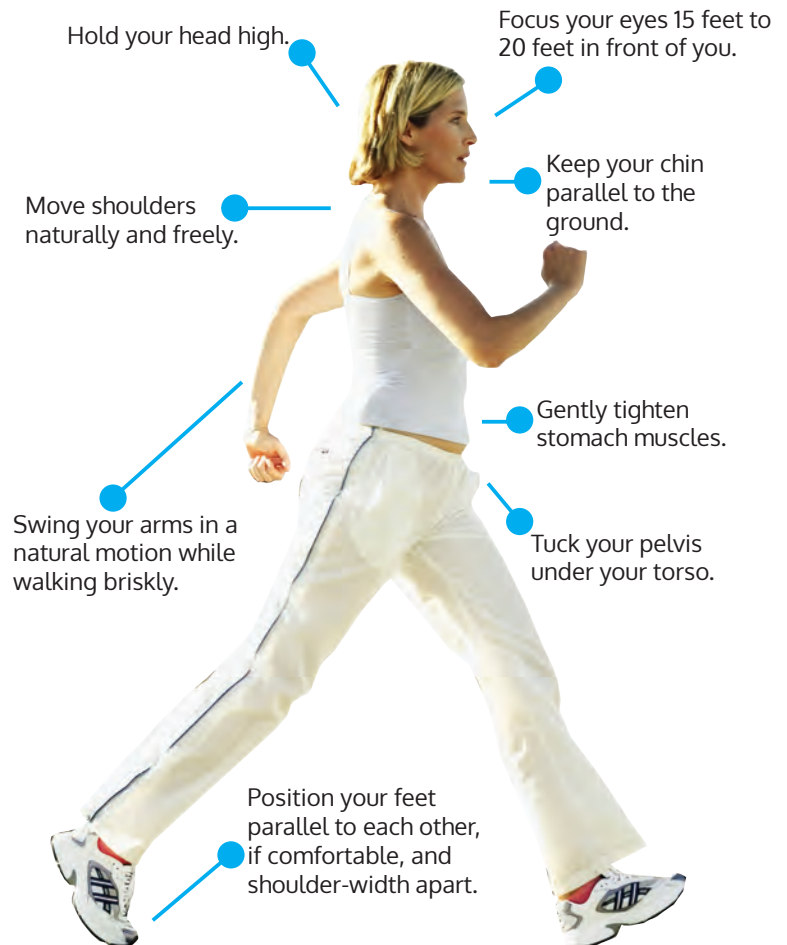 Hold your head high.
Focus your eyes 15 feet to
20 feet in front of you.
Keep your chin
parallel to the
ground.
Move shoulders
naturally and freely.
Gently tighten
stomach muscles.
Swing your arms in a
natural motion while
walking briskly.
Tuck your pelvis
under your torso.
Position your feet
parallel to each other,
if comfortable, and
shoulder-width apart.